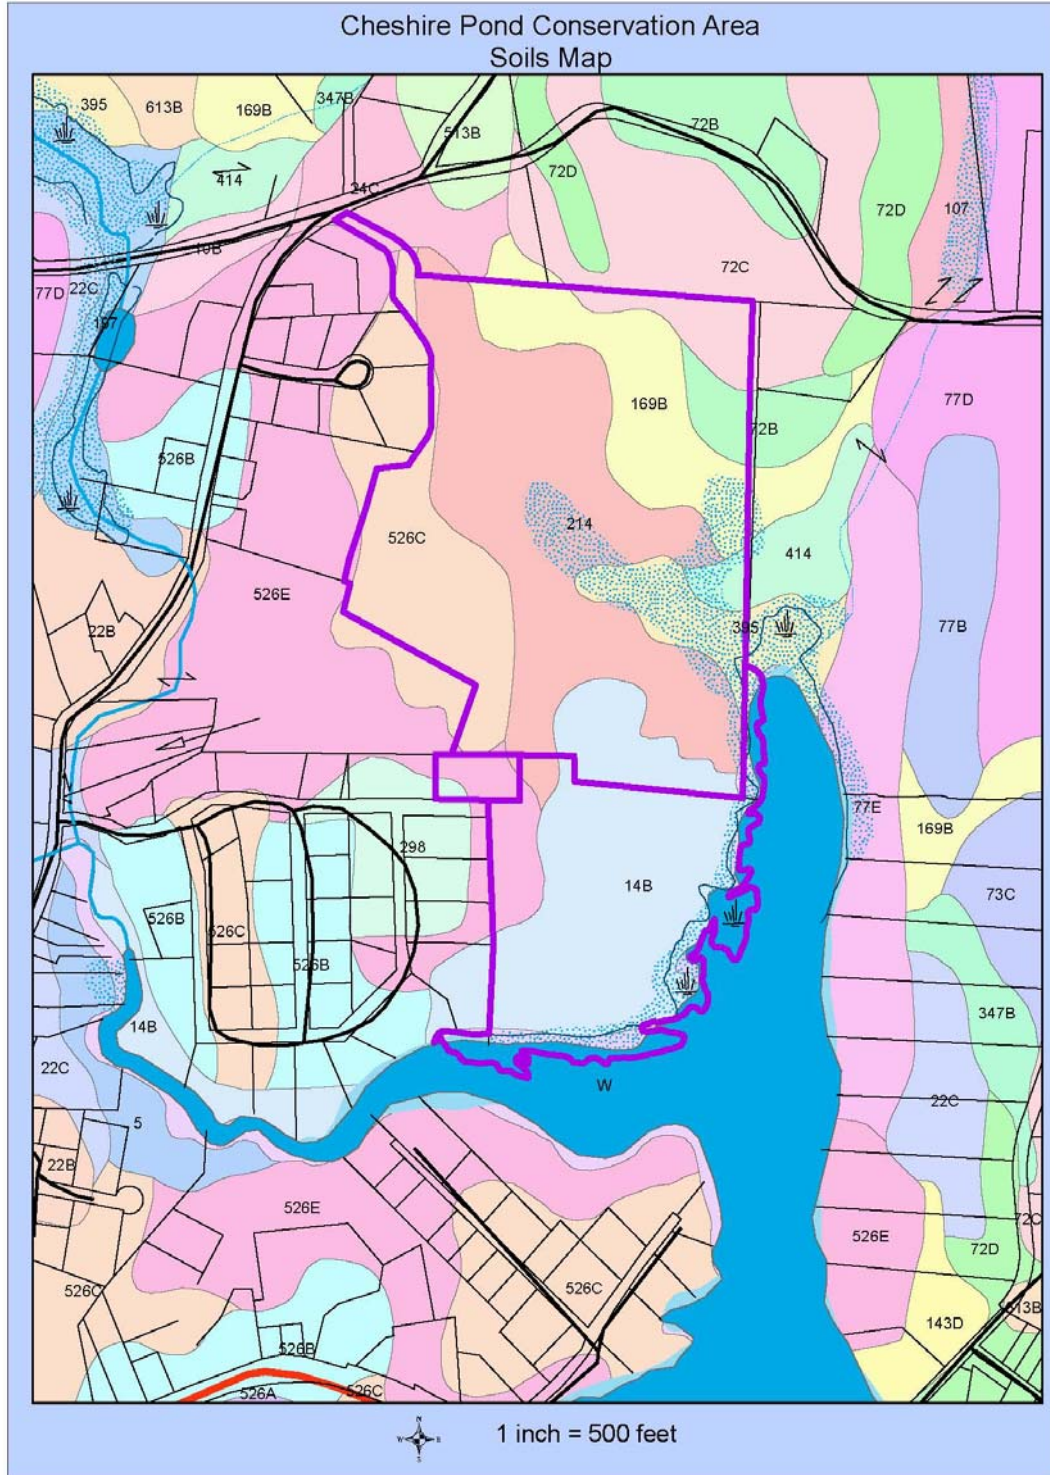 Cheshire Pond Conservation Area
Soils Map
395
613B
169B
347B
513B
72B
414
24C
72D
72D
107
10B
72C
77D
22C
197
77D
169B
72B
526B
214
526C
414
526E
395
22B
77B
77E
169B
298
14B
73C
526B
526C
526B
14B
347B
22C
W
22C
5
22B
526E
72C
526E
72D
526C
526C
143D
613B
526B
526A
526C
N
W
E
S
1 inch = 500 feet